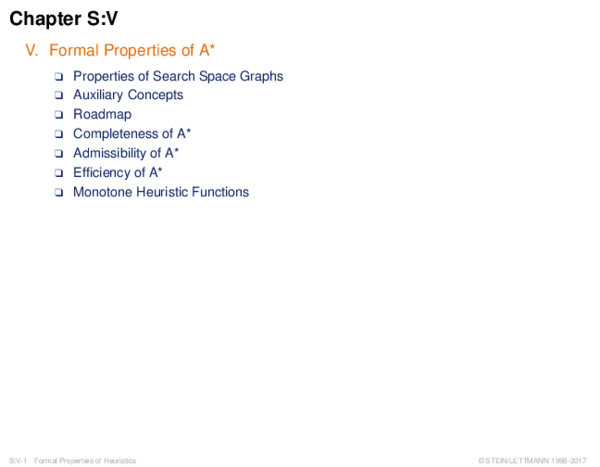 Chapter S:V
V. Formal Properties of A*
❑ Properties of Search Space Graphs
❑ Auxiliary Concepts
❑ Roadmap
❑ Completeness of A*
❑ Admissibility of A*
❑ Efficiency of A*
❑ Monotone Heuristic Functions
S:V-1 Formal Properties of Heuristics
©STEIN/LETTMANN 1998-2017